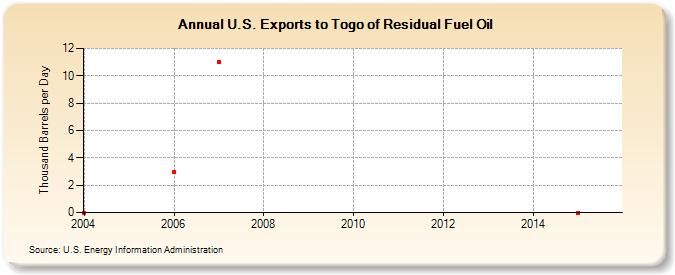 Annual U.S. Exports to Togo of Residual Fuel Oil
Thousand Barrels per Day
12
10
8
6
4
2
0
2004 2006 2008 2010 2012 2014
Source: U.S. Energy Information Administration